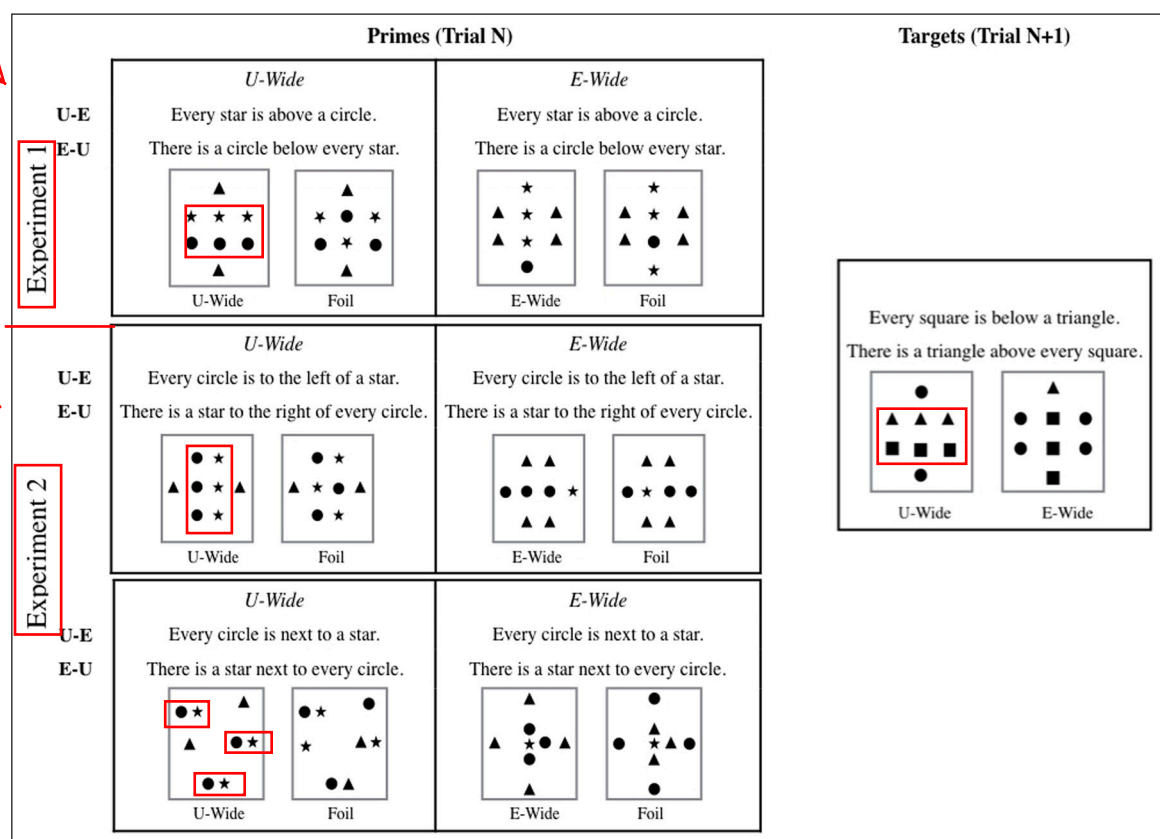 Primes (Trial N)
Targets (Trial N+1)
Experiment 1
U-Wide
E-Wide
U-E
Every star is above a circle.
Every star is above a circle.
E-U
There is a circle below every star.
There is a circle below every star.
U-Wide
Foil
E-Wide
Foil
Experiment 2
U-Wide
E-Wide
U-E
Every circle is to the left of a star.
Every circle is to the left of a star.
E-U
There is a star to the right of every circle.
There is a star to the right of every circle.
U-Wide
Foil
E-Wide
Foil
U-Wide
E-Wide
U-E
Every circle is next to a star.
Every circle is next to a star.
E-U
There is a star next to every circle.
There is a star next to every circle.
U-Wide
Foil
E-Wide
Foil
Every square is below a triangle.
There is a triangle above every square.
U-Wide
E-Wide